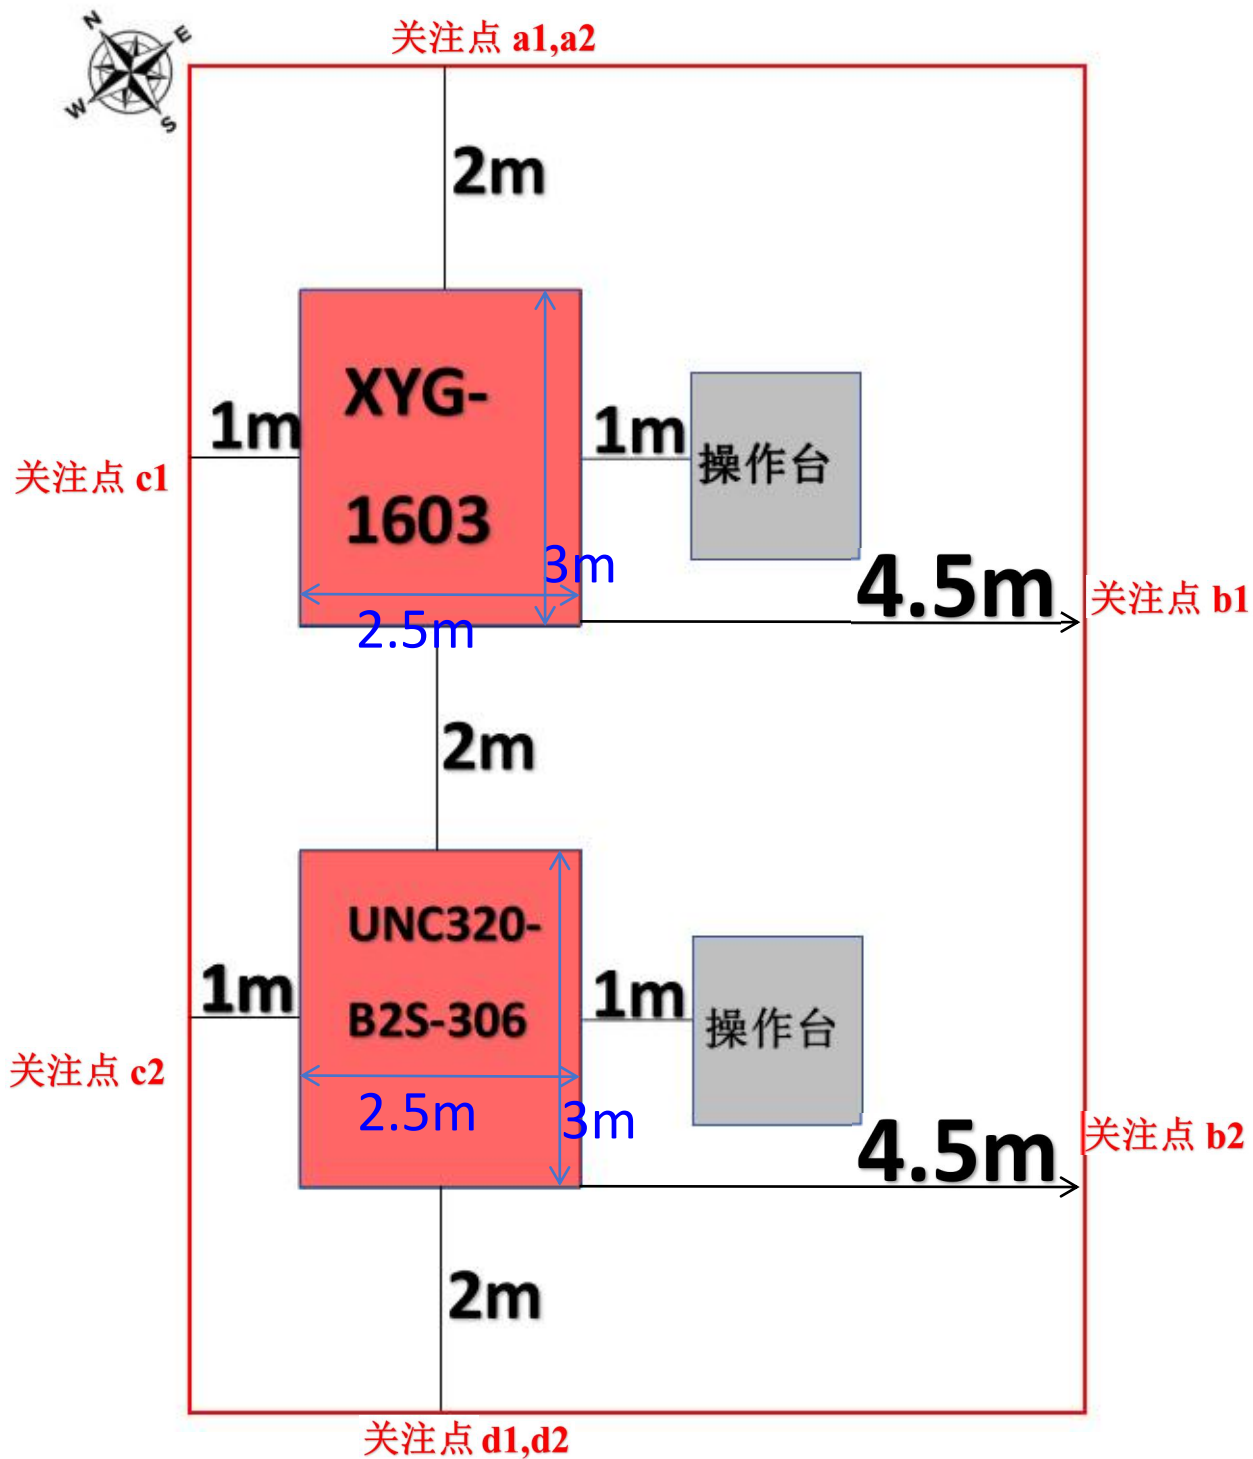 N
E
W
S
关注点 a1,a2
2m
XYG-
1603
1m
1m
操作台
关注点 c1
3m
2.5m
4.5m
关注点 b1
2m
UNC320-
B2S-306
1m
1m
操作台
关注点 c2
2.5m
3m
4.5m
关注点 b2
2m
关注点 d1,d2